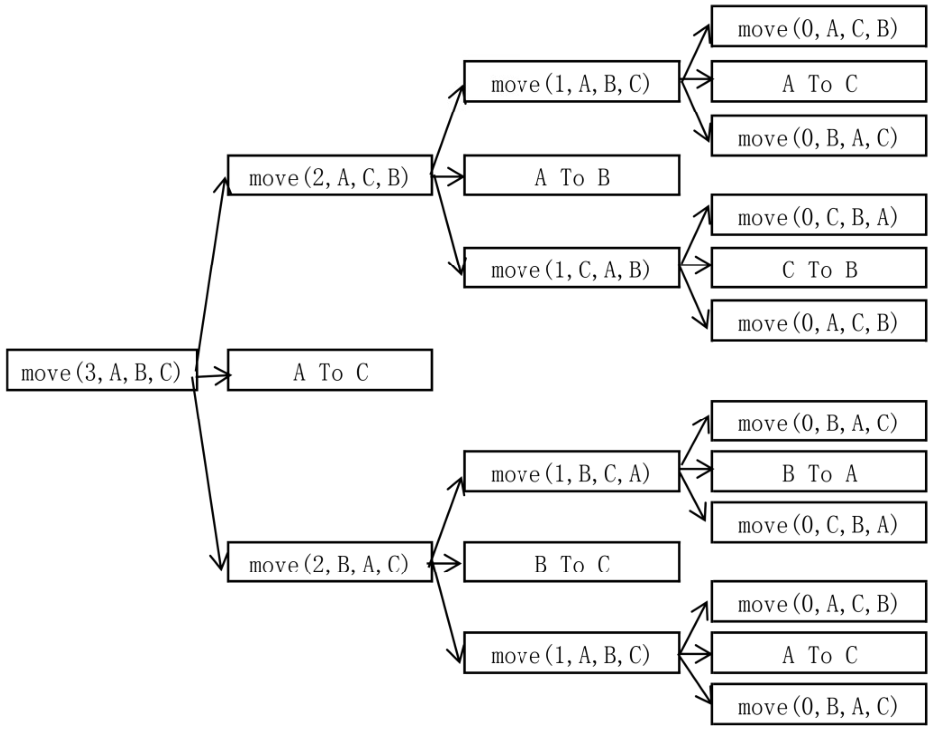 move(0,A,C,B)
move(1,A,B,C)
A To C
move(0,B,A,C)
move(2,A,C,B)
A To B
move(0,C,B,A)
move(1,C,A,B)
C To B
move(0,A,C,B)
move(3,A,B,C)
A To C
move(0,B,A,C)
move(1,B,C,A)
B To A
move(0,C,B,A)
move(2,B,A,C)
B To C
move(0,A,C,B)
move(1,A,B,C)
A To C
move(0,B,A,C)